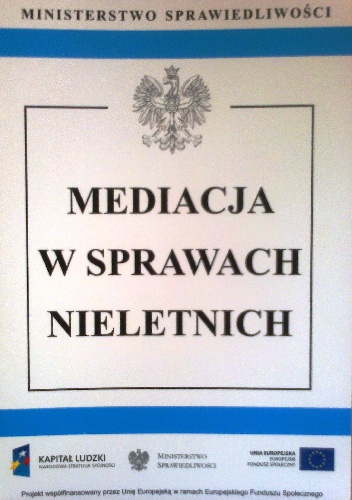 MINISTERSTWO SPRAWIEDLIWOŚCI
MEDIACJA
W SPRAWACH
NIELETNICH
KAPITAŁ LUDZKI
NARODOWA STRATEGIA SPÓJNOŚCI
MINISTERSTWO
SPRAWIEDLIWOŚCI
UNIA EUROPEJSKA
EUROPEJSKI
FUNDUSZ SPOŁECZNY
Projekt współfinansowany przez Unię Europejską w ramach Europejskiego Funduszu Społecznego